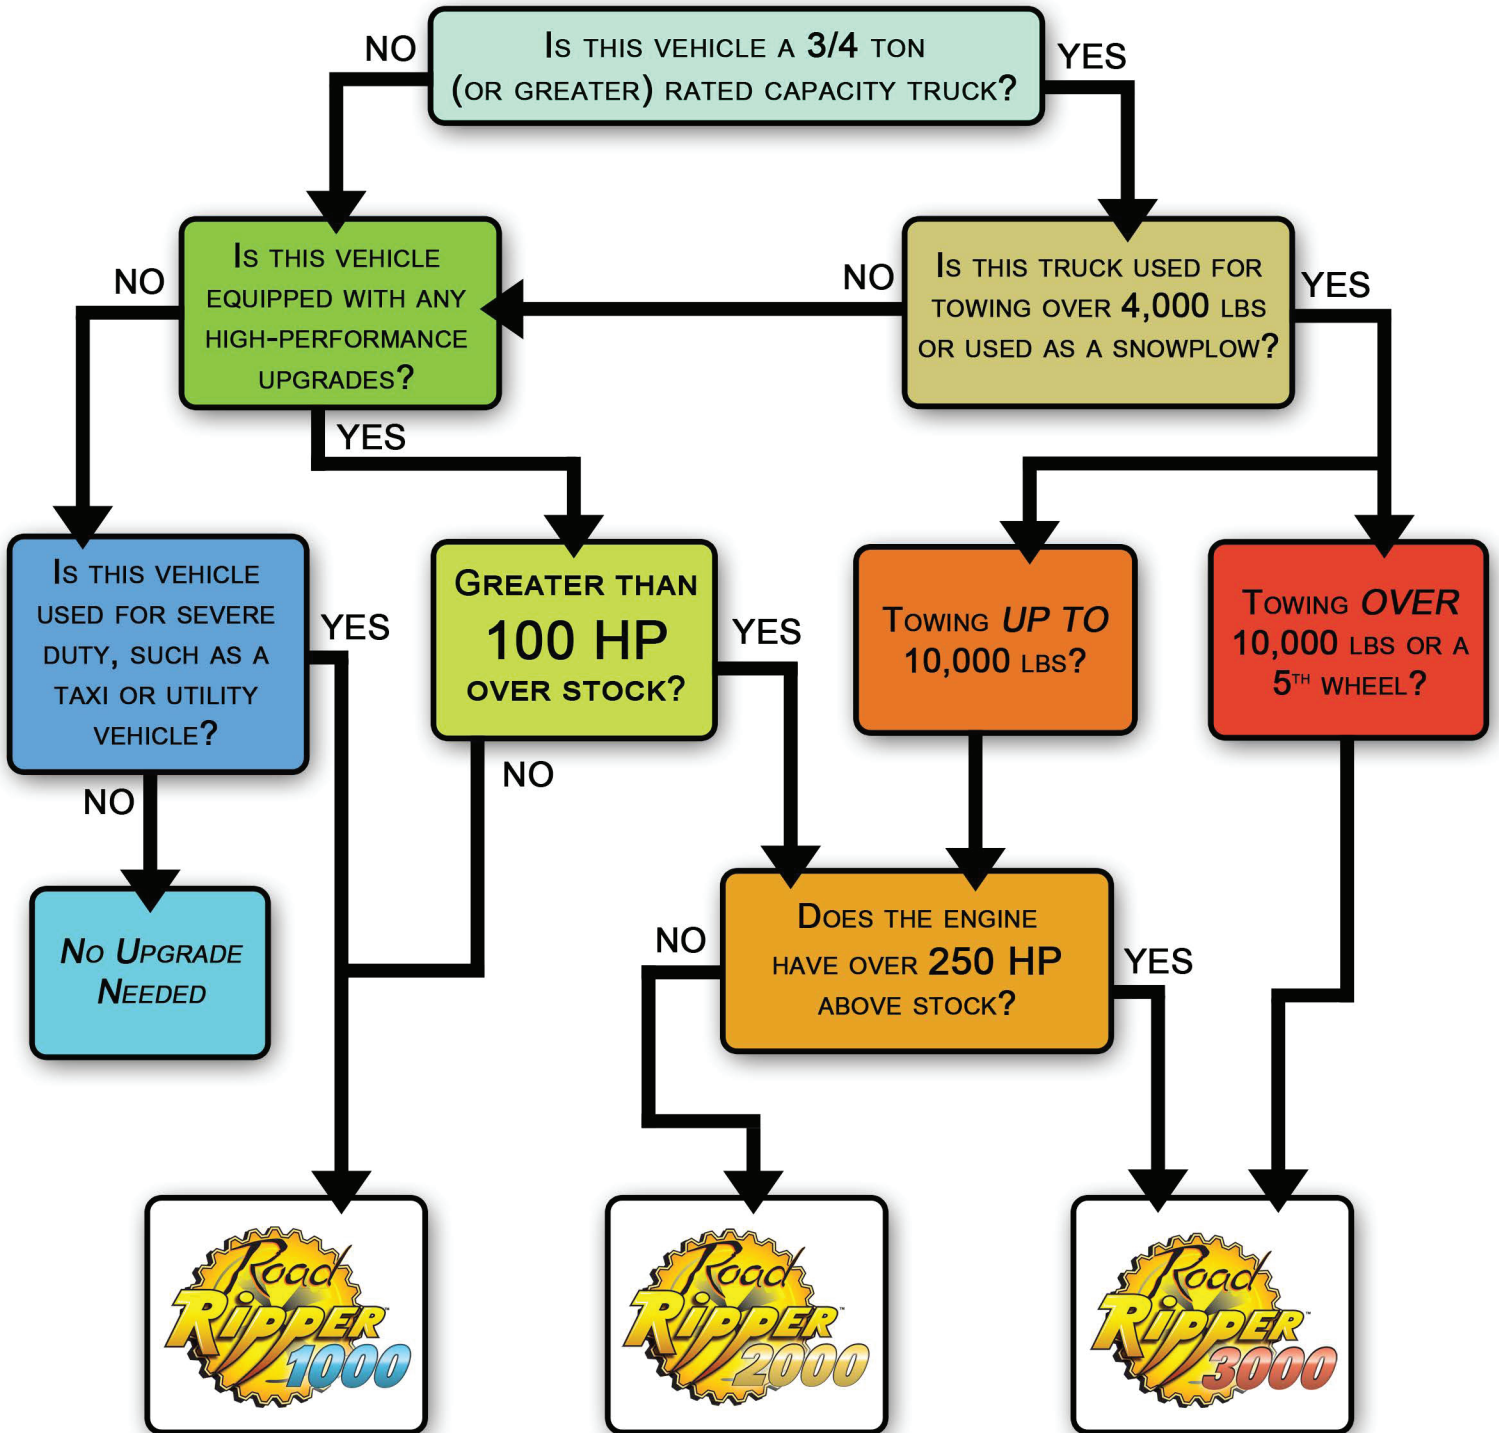 NO
Is this vehicle a 3/4 ton
(or greater) rated capacity truck?
YES
NO
Is this vehicle
equipped with any
high-performance
upgrades?
YES
NO
Is this truck used for
towing over 4,000 lbs
or used as a snowplow?
YES
Is this vehicle
used for severe
duty, such as a
taxi or utility
vehicle?
YES
NO
Greater than
100 HP
over stock?
YES
NO
Towing UP TO
10,000 lbs?
Towing OVER
10,000 lbs or a
5th wheel?
No Upgrade
Needed
NO
Does the engine
have over 250 HP
above stock?
YES
Road
Ripper™
1000
Road
Ripper™
2000
Road
Ripper™
3000